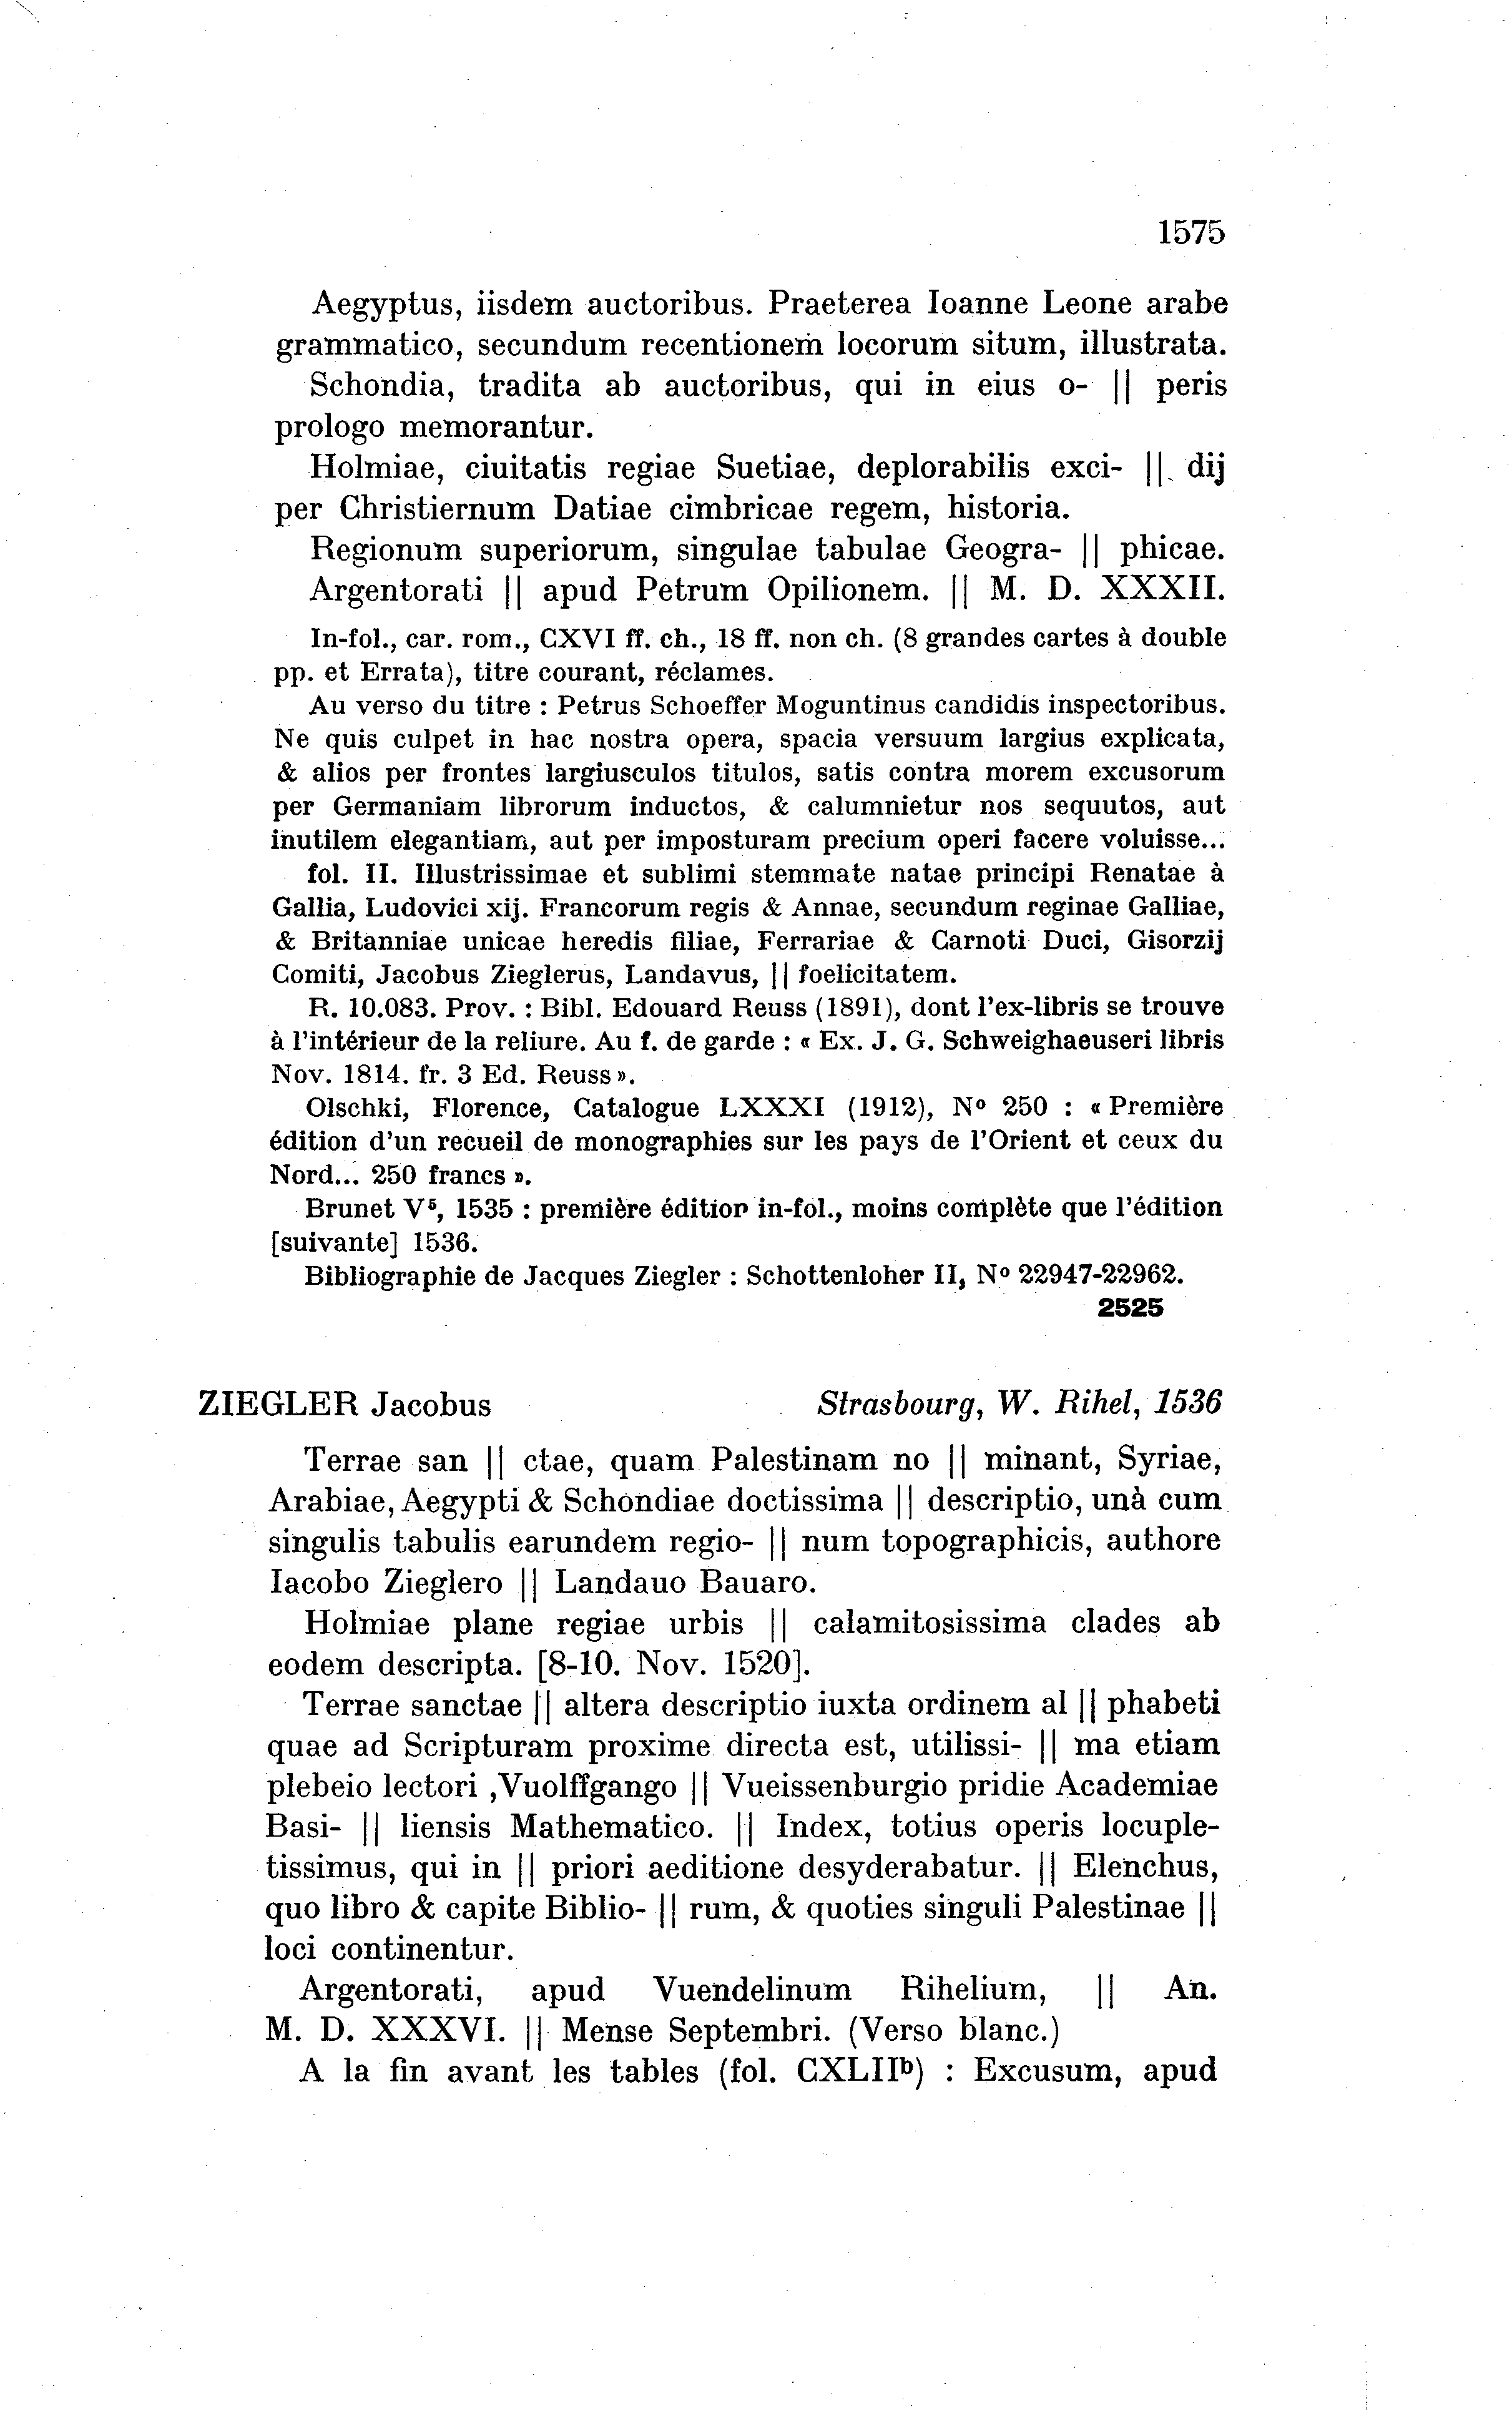 1575
Aegyptus, iisdem auctoribus. Praeterea Ioanne Leone arabe
grammatico, secundum recentionem locorum situm, illustrata.
Schondia, tradita ab auctoribus, qui in eius o- || peris
prologo memorantur.
Holmiae, ciuitatis regiae Suetiae, deplorabilis exci- || dij
per Christiernum Datiae cimbricae regem, historia.
Regionum superiorum, singulae tabulae Geogra- || phicae.
Argentorati || apud Petrum Opilionem. || M. D. XXXII.
In-fol., car. rom., CXVI ff. ch., 18 ff. non ch. (8 grandes cartes à double
pp. et Errata), titre courant, réclames.
Au verso du titre : Petrus Schoeffer Moguntinus candidis inspectoribus.
Ne quis culpet in hac nostra opera, spacia versuum largius explicata,
& alios per frontes largiusculos titulos, satis contra morem excusorum
per Germaniam librorum inductos, & calumnietur nos sequutos, aut
inutilem elegantiam, aut per imposturam precium operi facere voluisse...
fol. II. Illustrissimae et sublimi stemmate natae principi Renatae à
Gallia, Ludovici xij. Francorum regis & Annae, secundum reginae Galliae,
& Britanniae unicae heredis filiae, Ferrariae & Carnoti Duci, Gisorzij
Comiti, Jacobus Zieglerus, Landavus, || foelicitatem.
R. 10.083. Prov. : Bibl. Edouard Reuss (1891), dont l'ex-libris se trouve
à l'intérieur de la reliure. Au f. de garde : « Ex. J. G. Schweighaeuseri libris
Nov. 1814. fr. 3 Ed. Reuss ».
Olschki, Florence, Catalogue LXXXI (1912), Nº 250 : « Première
édition d'un recueil de monographies sur les pays de l'Orient et ceux du
Nord... 250 francs ».
Brunet V⁵, 1535 : première édition in-fol., moins complète que l'édition
[suivante] 1536.
Bibliographie de Jacques Ziegler : Schottenloher II, Nº 22947-22962.
2525
ZIEGLER Jacobus Strasbourg, W. Rihel, 1536
Terrae san || ctae, quam Palestinam no || minant, Syriae,
Arabiae, Aegypti & Schondiae doctissima || descriptio, unà cum
singulis tabulis earundem regio- || num topographicis, authore
Iacobo Zieglero || Landauo Bauaro.
Holmiae plane regiae urbis || calamitosissima clades ab
eodem descripta. [8-10. Nov. 1520].
Terrae sanctae || altera descriptio iuxta ordinem al || phabeti
quae ad Scripturam proxime directa est, utilissi- || ma etiam
plebeio lectori ,Vuolffgango || Vueissenburgio pridie Academiae
Basi- || liensis Mathematico. || Index, totius operis locuple-
tissimus, qui in || priori aeditione desyderabatur. || Elenchus,
quo libro & capite Biblio- || rum, & quoties singuli Palestinae ||
loci continentur.
Argentorati, apud Vuendelinum Rihelium, || An.
M. D. XXXVI. || Mense Septembri. (Verso blanc.)
A la fin avant les tables (fol. CXLIIᵇ) : Excusum, apud